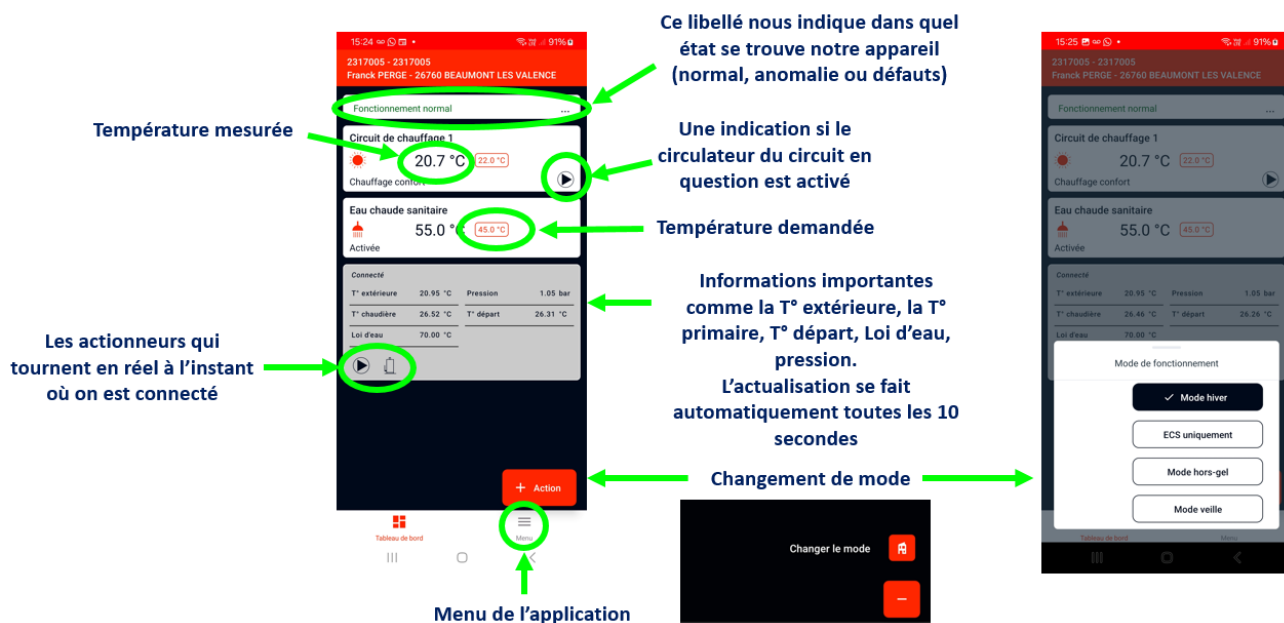 Ce libellé nous indique dans quel
état se trouve notre appareil
(normal, anomalie ou défauts)
Température mesurée
Une indication si le
circulateur du circuit en
question est activé
Température demandée
Informations importantes
comme la T° extérieure, la T°
primaire, T° départ, Loi d'eau,
pression.
L'actualisation se fait
automatiquement toutes les 10
secondes
Les actionneurs qui
tournent en réel à l'instant
où on est connecté
Changement de mode
Menu de l'application
15:24
91%
2317005 - 2317005
Franck PERGE - 26760 BEAUMONT LES VALENCE
Fonctionnement normal ...
Circuit de chauffage 1
20.7 °C 22.0 °C
Chauffage confort
Eau chaude sanitaire
55.0 °C 45.0 °C
Activée
Connecté
T° extérieure 20.95 °C Pression 1.05 bar
T° chaudière 26.52 °C T° départ 26.31 °C
Loi d'eau 70.00 °C
+ Action
Tableau de bord Menu
Changer le mode
15:25
91%
2317005 - 2317005
Franck PERGE - 26760 BEAUMONT LES VALENCE
Fonctionnement normal ...
Circuit de chauffage 1
20.7 °C 22.0 °C
Chauffage confort
Eau chaude sanitaire
55.0 °C 45.0 °C
Activée
Connecté
T° extérieure 20.95 °C Pression 1.05 bar
T° chaudière 26.46 °C T° départ 26.26 °C
Loi d'eau 70.00 °C
Mode de fonctionnement
✓ Mode hiver
ECS uniquement
Mode hors-gel
Mode veille
Tableau de bord Menu